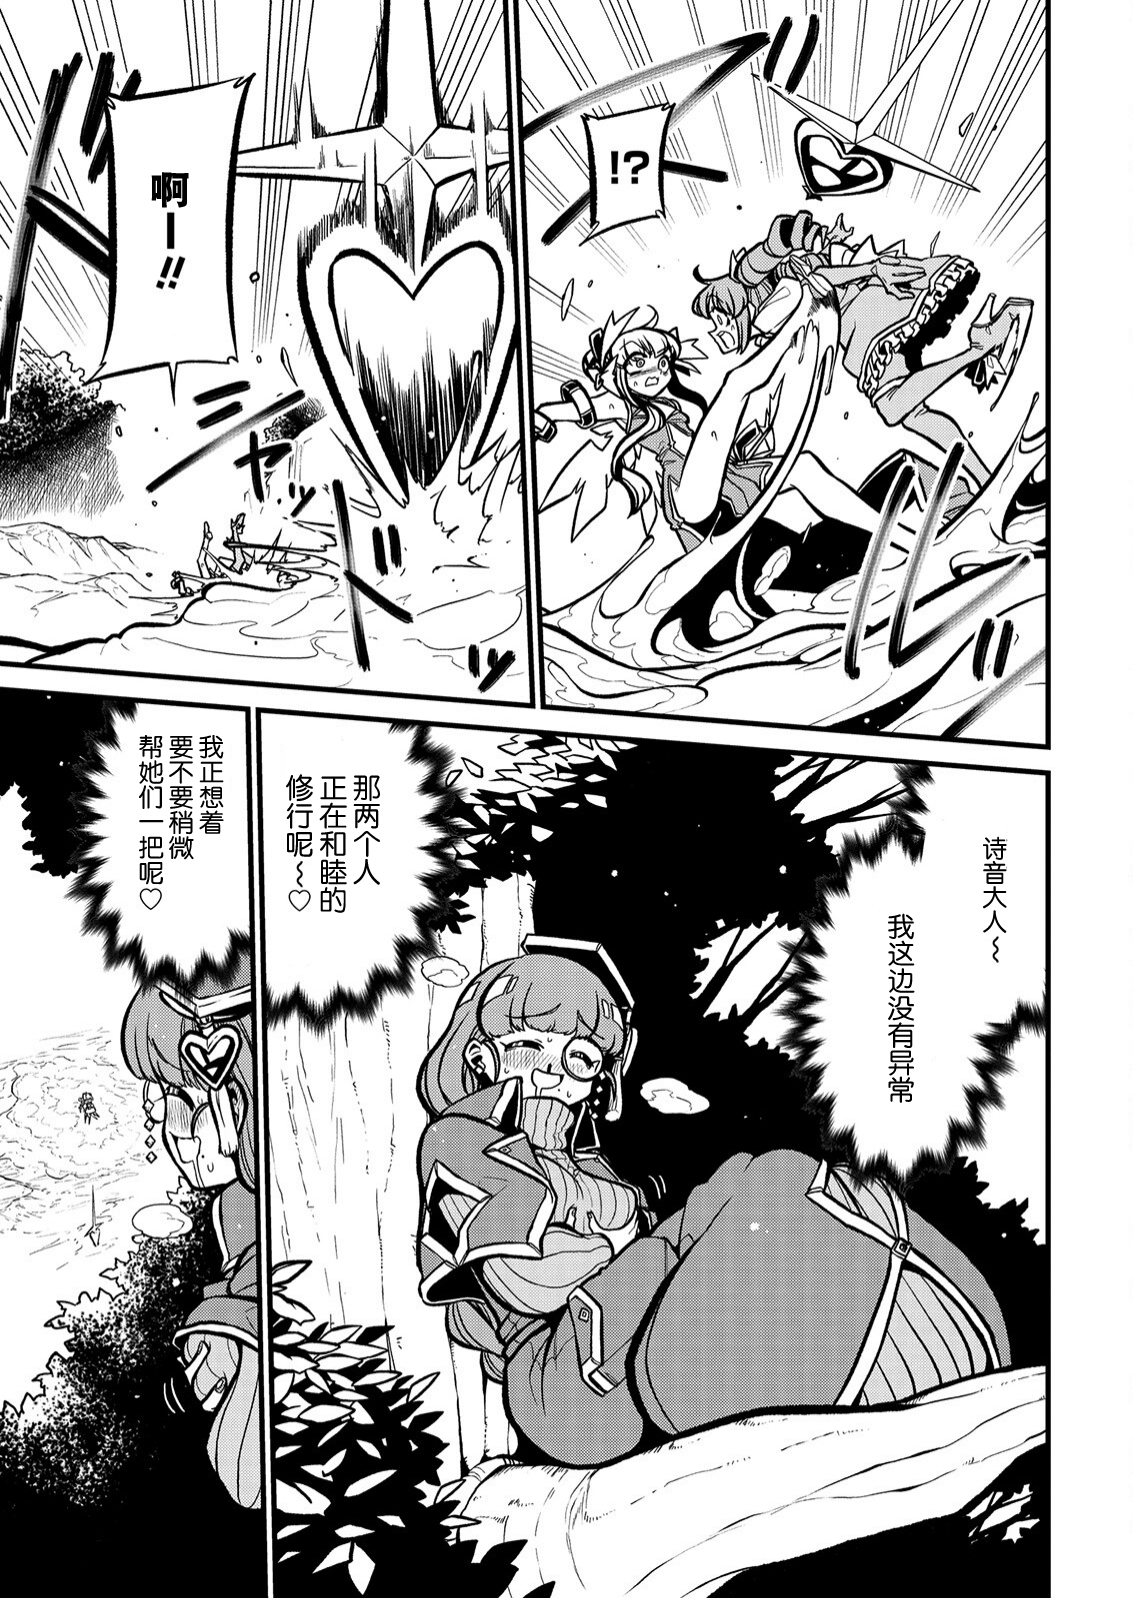 !?
啊ー!!
诗音大人~
我这边没有异常
那两个人
正在和睦的
修行呢~♡
我正想着
要不要稍微
帮她们一把呢♡